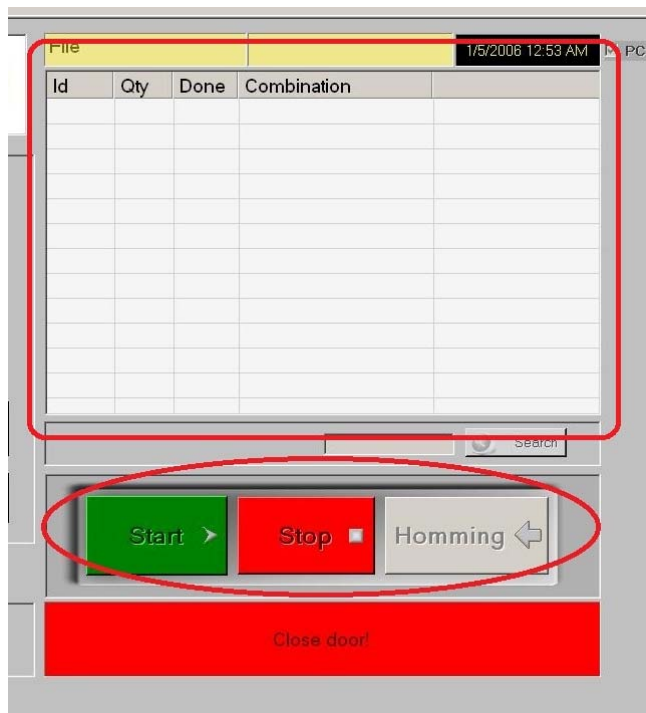 File 1/5/2006 12:53 AM PC
Id Qty Done Combination
Search
Start Stop Homming
Close door!